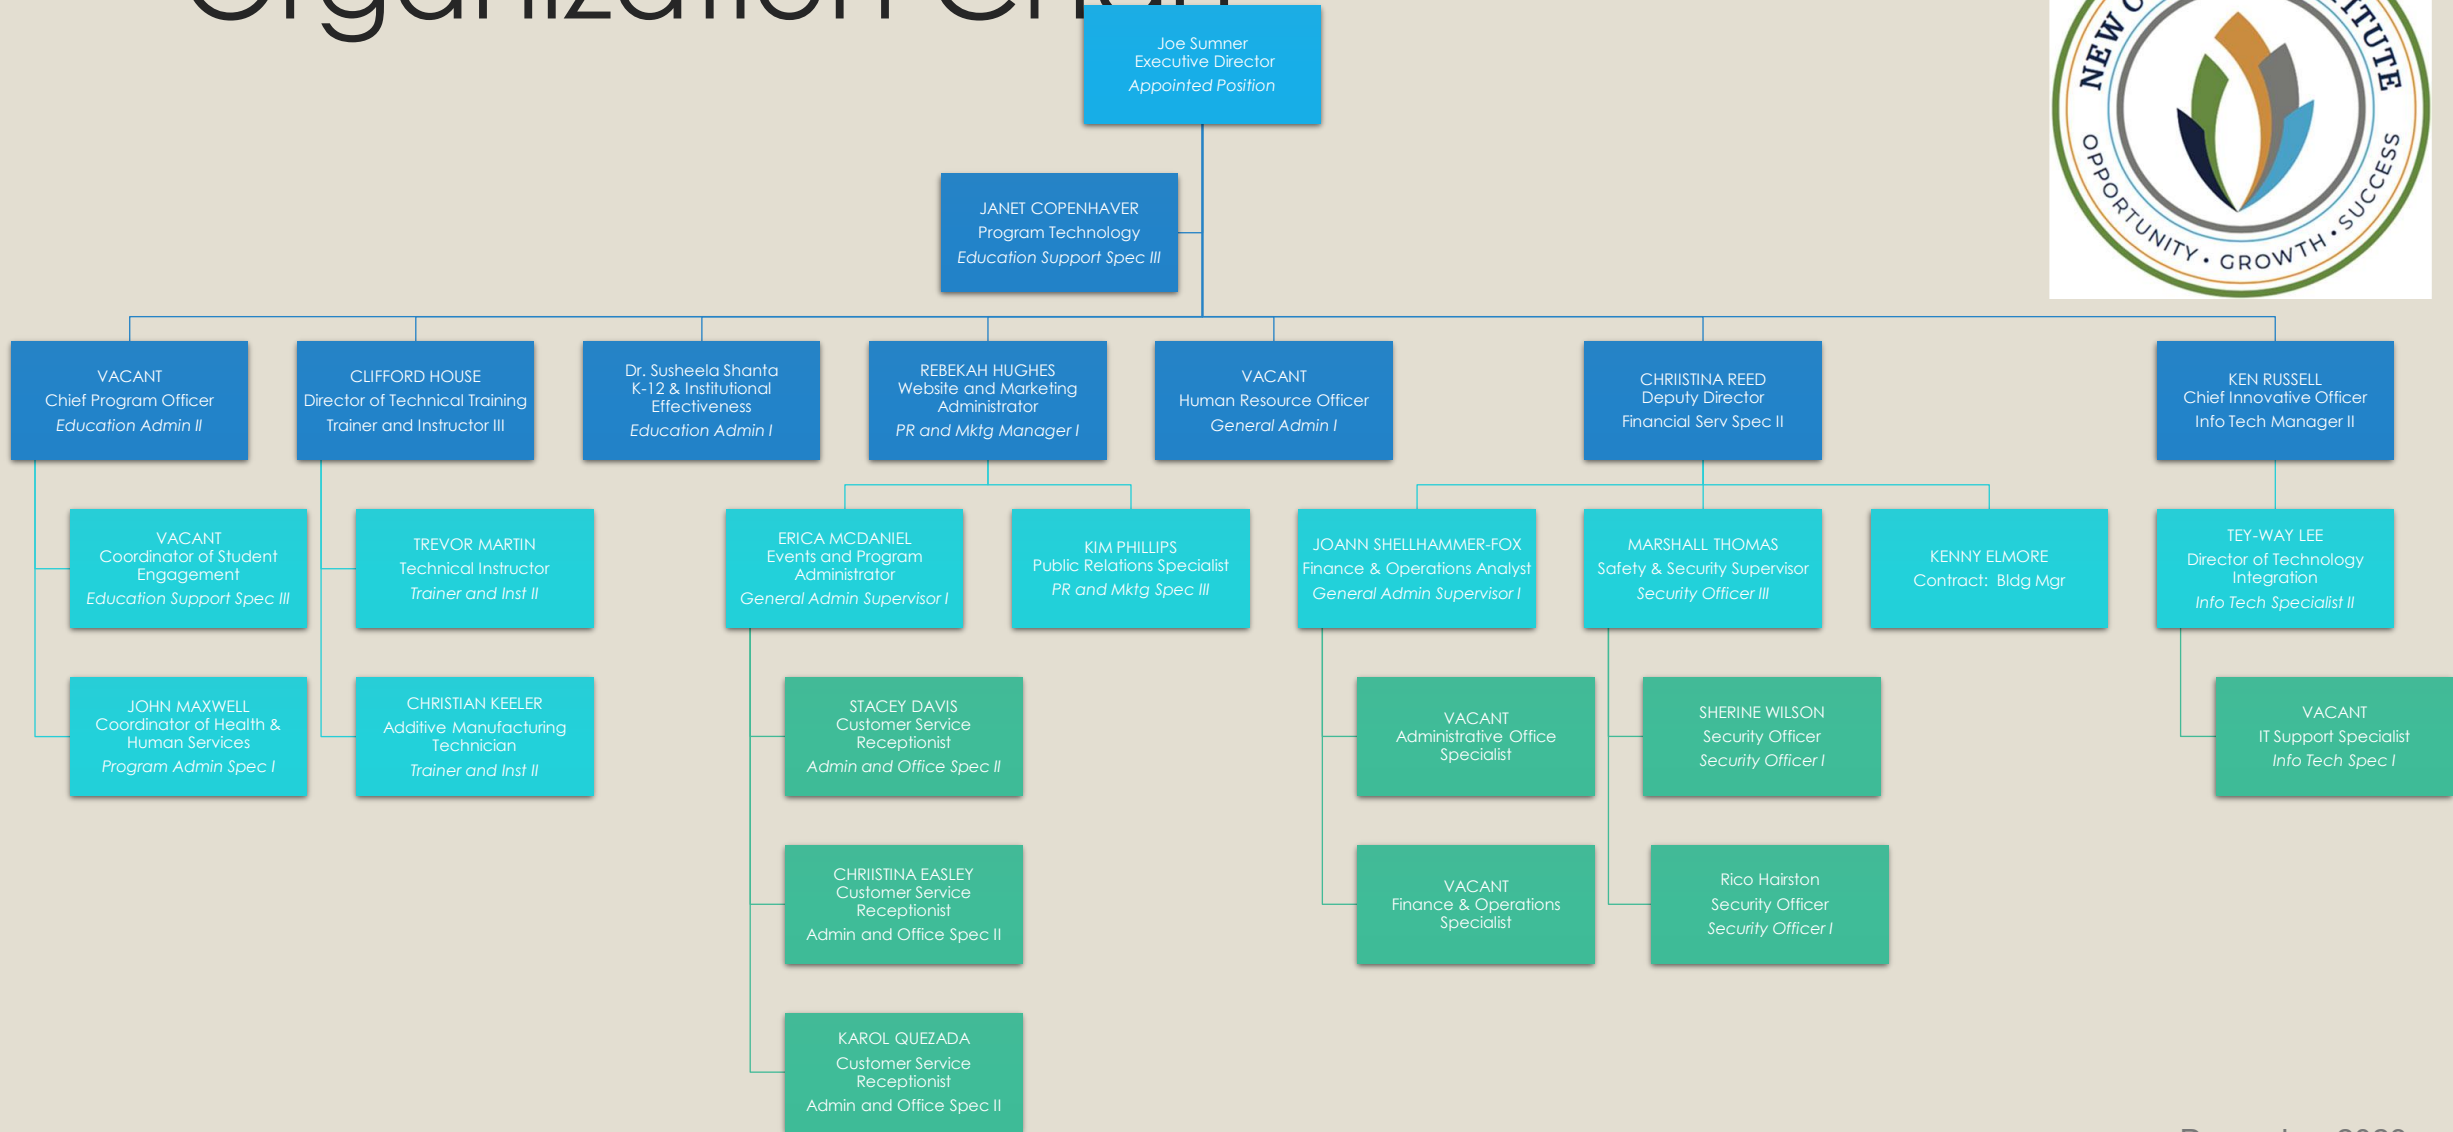 Organization Chart
Joe Sumner
Executive Director
Appointed Position
JANET COPENHAVER
Program Technology
Education Support Spec III
VACANT
Chief Program Officer
Education Admin II
CLIFFORD HOUSE
Director of Technical Training
Trainer and Instructor III
Dr. Susheela Shanta
K-12 & Institutional
Effectiveness
Education Admin I
REBEKAH HUGHES
Website and Marketing
Administrator
PR and Mktg Manager I
VACANT
Human Resource Officer
General Admin I
CHRIISTINA REED
Deputy Director
Financial Serv Spec II
KEN RUSSELL
Chief Innovative Officer
Info Tech Manager II
VACANT
Coordinator of Student
Engagement
Education Support Spec III
TREVOR MARTIN
Technical Instructor
Trainer and Inst II
ERICA MCDANIEL
Events and Program
Administrator
General Admin Supervisor I
KIM PHILLIPS
Public Relations Specialist
PR and Mktg Spec III
JOANN SHELLHAMMER-FOX
Finance & Operations Analyst
General Admin Supervisor I
MARSHALL THOMAS
Safety & Security Supervisor
Security Officer III
KENNY ELMORE
Contract: Bldg Mgr
TEY-WAY LEE
Director of Technology
Integration
Info Tech Specialist II
JOHN MAXWELL
Coordinator of Health &
Human Services
Program Admin Spec I
CHRISTIAN KEELER
Additive Manufacturing
Technician
Trainer and Inst II
STACEY DAVIS
Customer Service
Receptionist
Admin and Office Spec II
VACANT
Administrative Office
Specialist
SHERINE WILSON
Security Officer
Security Officer I
VACANT
IT Support Specialist
Info Tech Spec I
CHRIISTINA EASLEY
Customer Service
Receptionist
Admin and Office Spec II
VACANT
Finance & Operations
Specialist
Rico Hairston
Security Officer
Security Officer I
KAROL QUEZADA
Customer Service
Receptionist
Admin and Office Spec II
NEW
OPPORTUNITY • GROWTH • SUCCESS